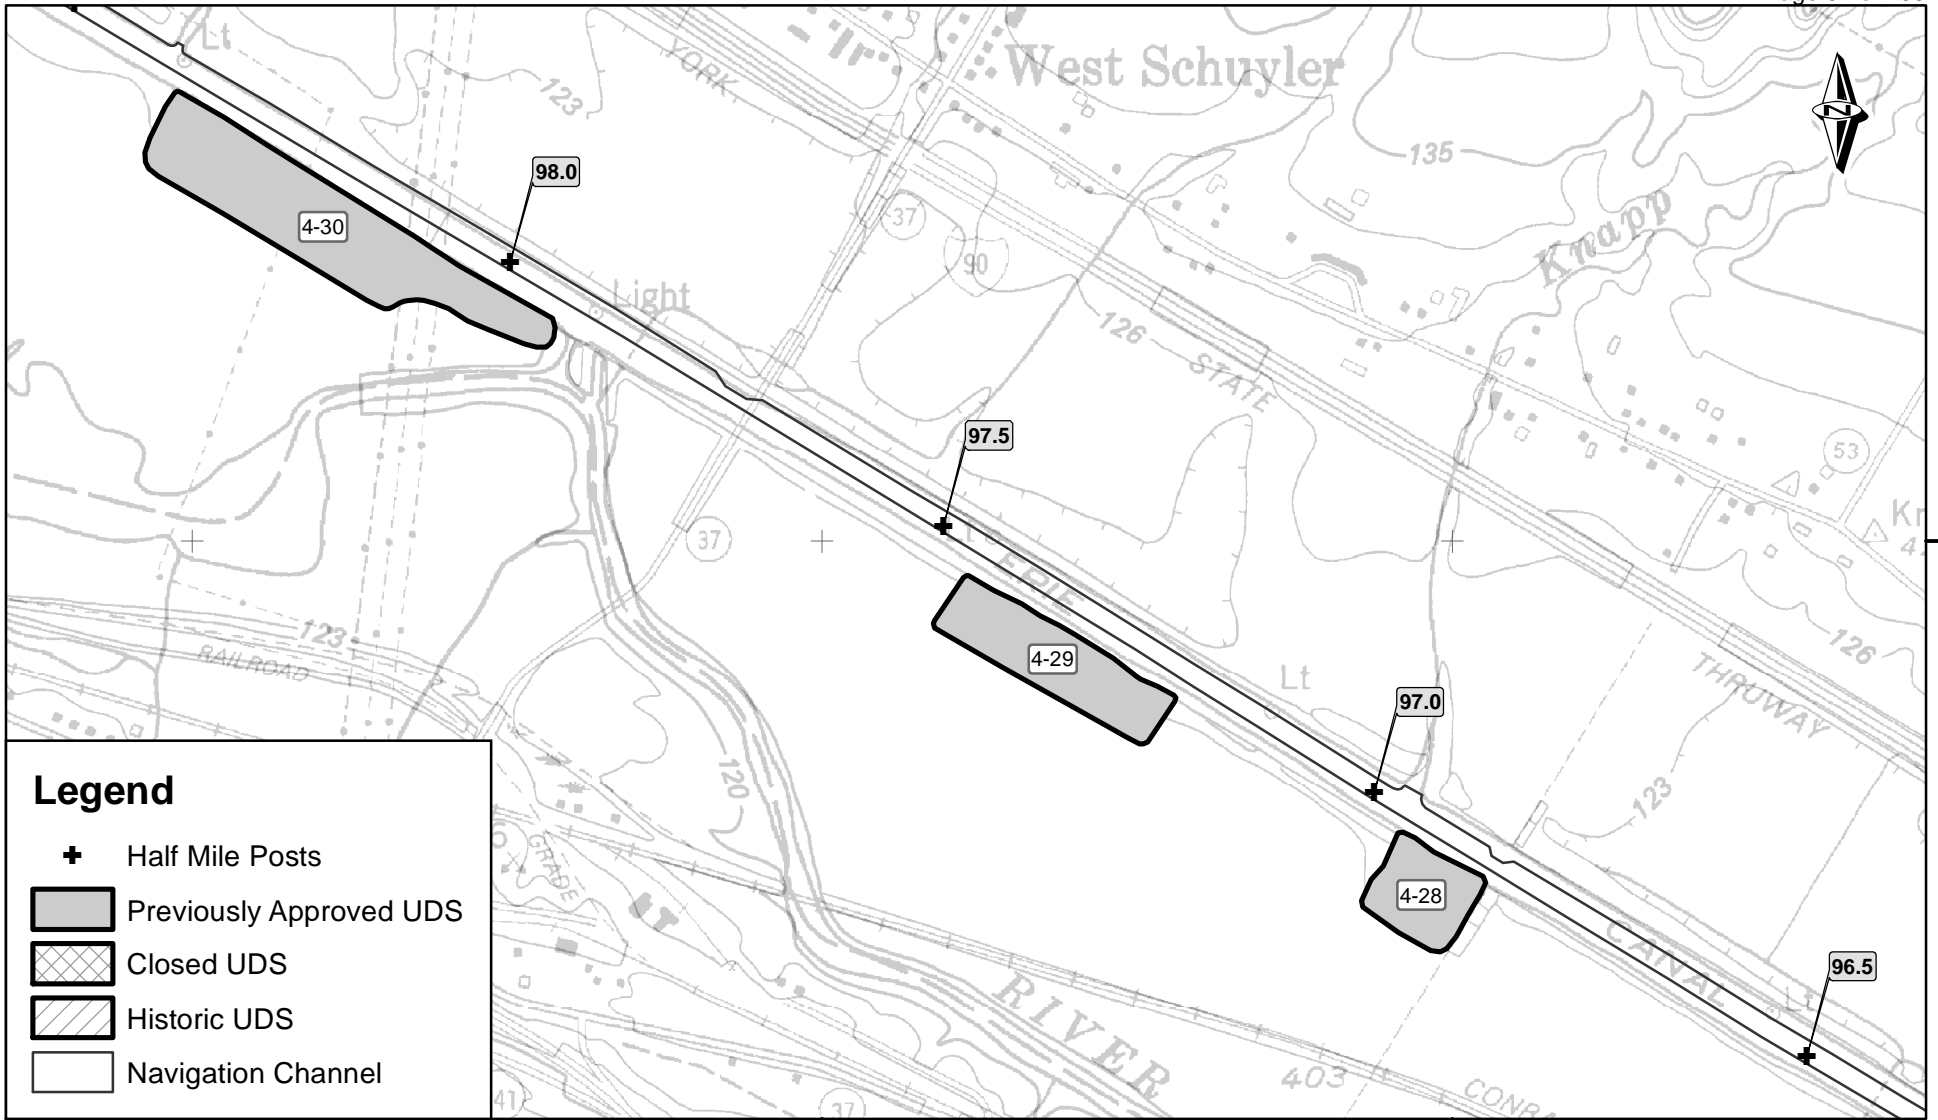 Lt
West Schuyler
YORK
123
N
135
98.0
Knapp
37
4-30
90
Light
126
STATE
97.5
53
37
ERIE
123
RAILROAD
4-29
Lt
126
97.0
THRUWAY
120
123
Legend
Half Mile Posts
GRADE
4-28
Previously Approved UDS
CANAL
Closed UDS
96.5
RIVER
Historic UDS
Navigation Channel
403
41
37